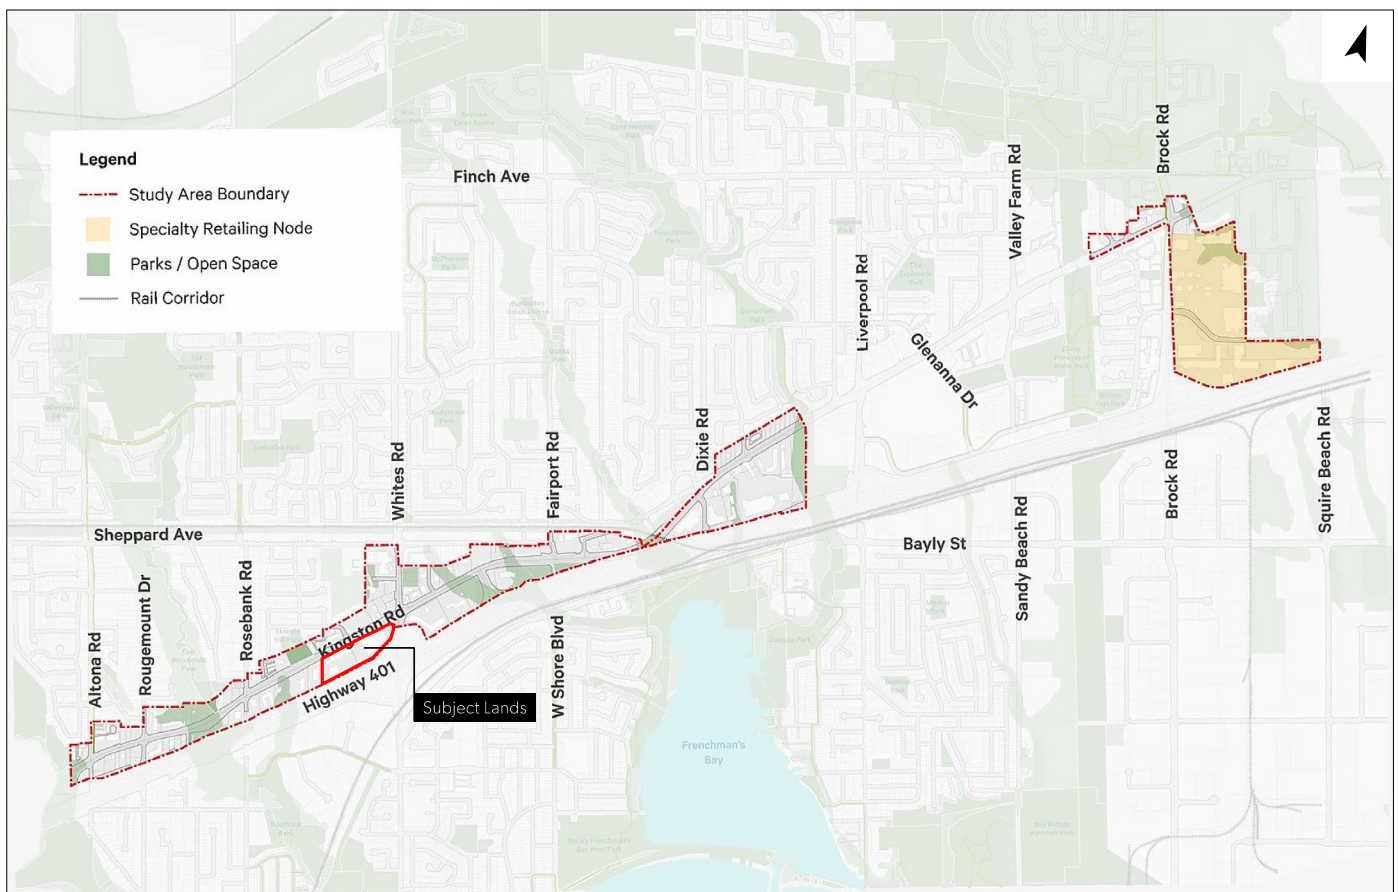 Legend
Study Area Boundary
Specialty Retailing Node
Parks / Open Space
Rail Corridor
Finch Ave
Valley Farm Rd
Brock Rd
Liverpool Rd
Glenanna Dr
Dixie Rd
Fairport Rd
Whites Rd
Sheppard Ave
Bayly St
Brock Rd
Squire Beach Rd
Sandy Beach Rd
Rosebank Rd
Rougemount Dr
Altona Rd
Kingston Rd
Highway 401
W Shore Blvd
Subject Lands
Frenchman's
Bay